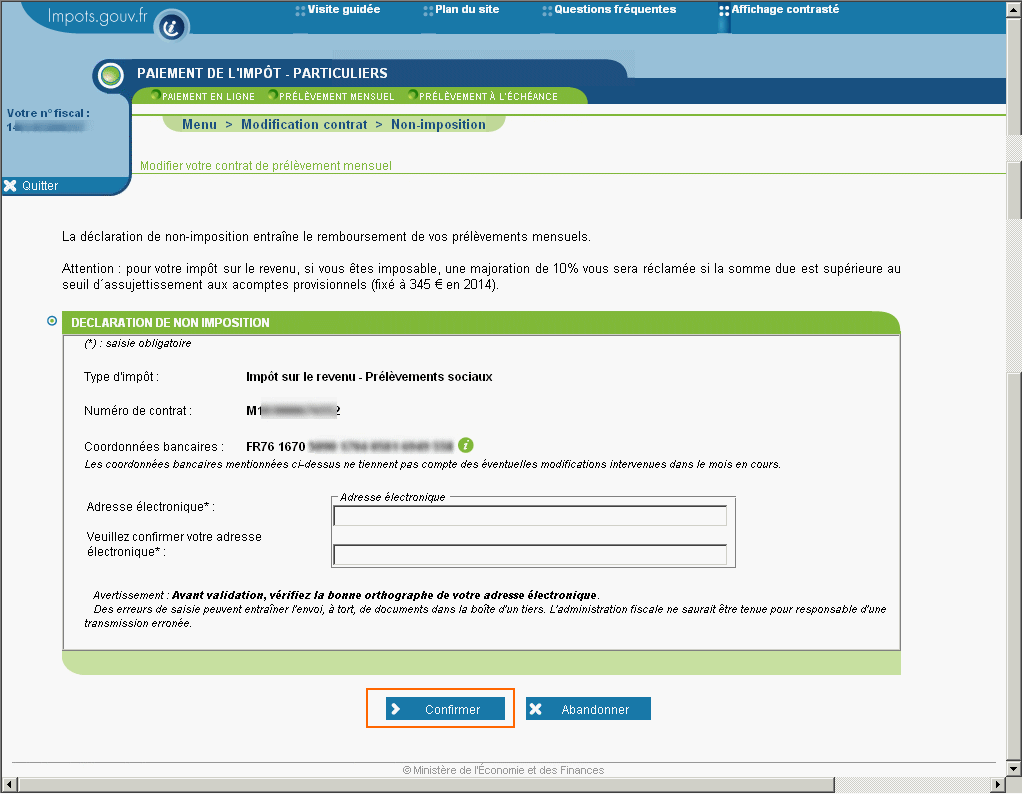 Impots.gouv.fr
Visite guidée
Plan du site
Questions fréquentes
Affichage contrasté
PAIEMENT DE L'IMPÔT - PARTICULIERS
PAIEMENT EN LIGNE
PRÉLÈVEMENT MENSUEL
PRÉLÈVEMENT À L'ÉCHÉANCE
Votre n° fiscal :
Menu > Modification contrat > Non-imposition
Modifier votre contrat de prélèvement mensuel
Quitter
La déclaration de non-imposition entraîne le remboursement de vos prélèvements mensuels.
Attention : pour votre impôt sur le revenu, si vous êtes imposable, une majoration de 10% vous sera réclamée si la somme due est supérieure au
seuil d´assujettissement aux acomptes provisionnels (fixé à 345 € en 2014).
DECLARATION DE NON IMPOSITION
(*) : saisie obligatoire
Type d'impôt : Impôt sur le revenu - Prélèvements sociaux
Numéro de contrat :
Coordonnées bancaires : FR76 1670
Les coordonnées bancaires mentionnées ci-dessus ne tiennent pas compte des éventuelles modifications intervenues dans le mois en cours.
Adresse électronique
Adresse électronique* :
Veuillez confirmer votre adresse
électronique* :
Avertissement : Avant validation, vérifiez la bonne orthographe de votre adresse électronique.
Des erreurs de saisie peuvent entraîner l'envoi, à tort, de documents dans la boîte d'un tiers. L'administration fiscale ne saurait être tenue pour responsable d'une
transmission erronée.
Confirmer
Abandonner
© Ministère de l'Économie et des Finances